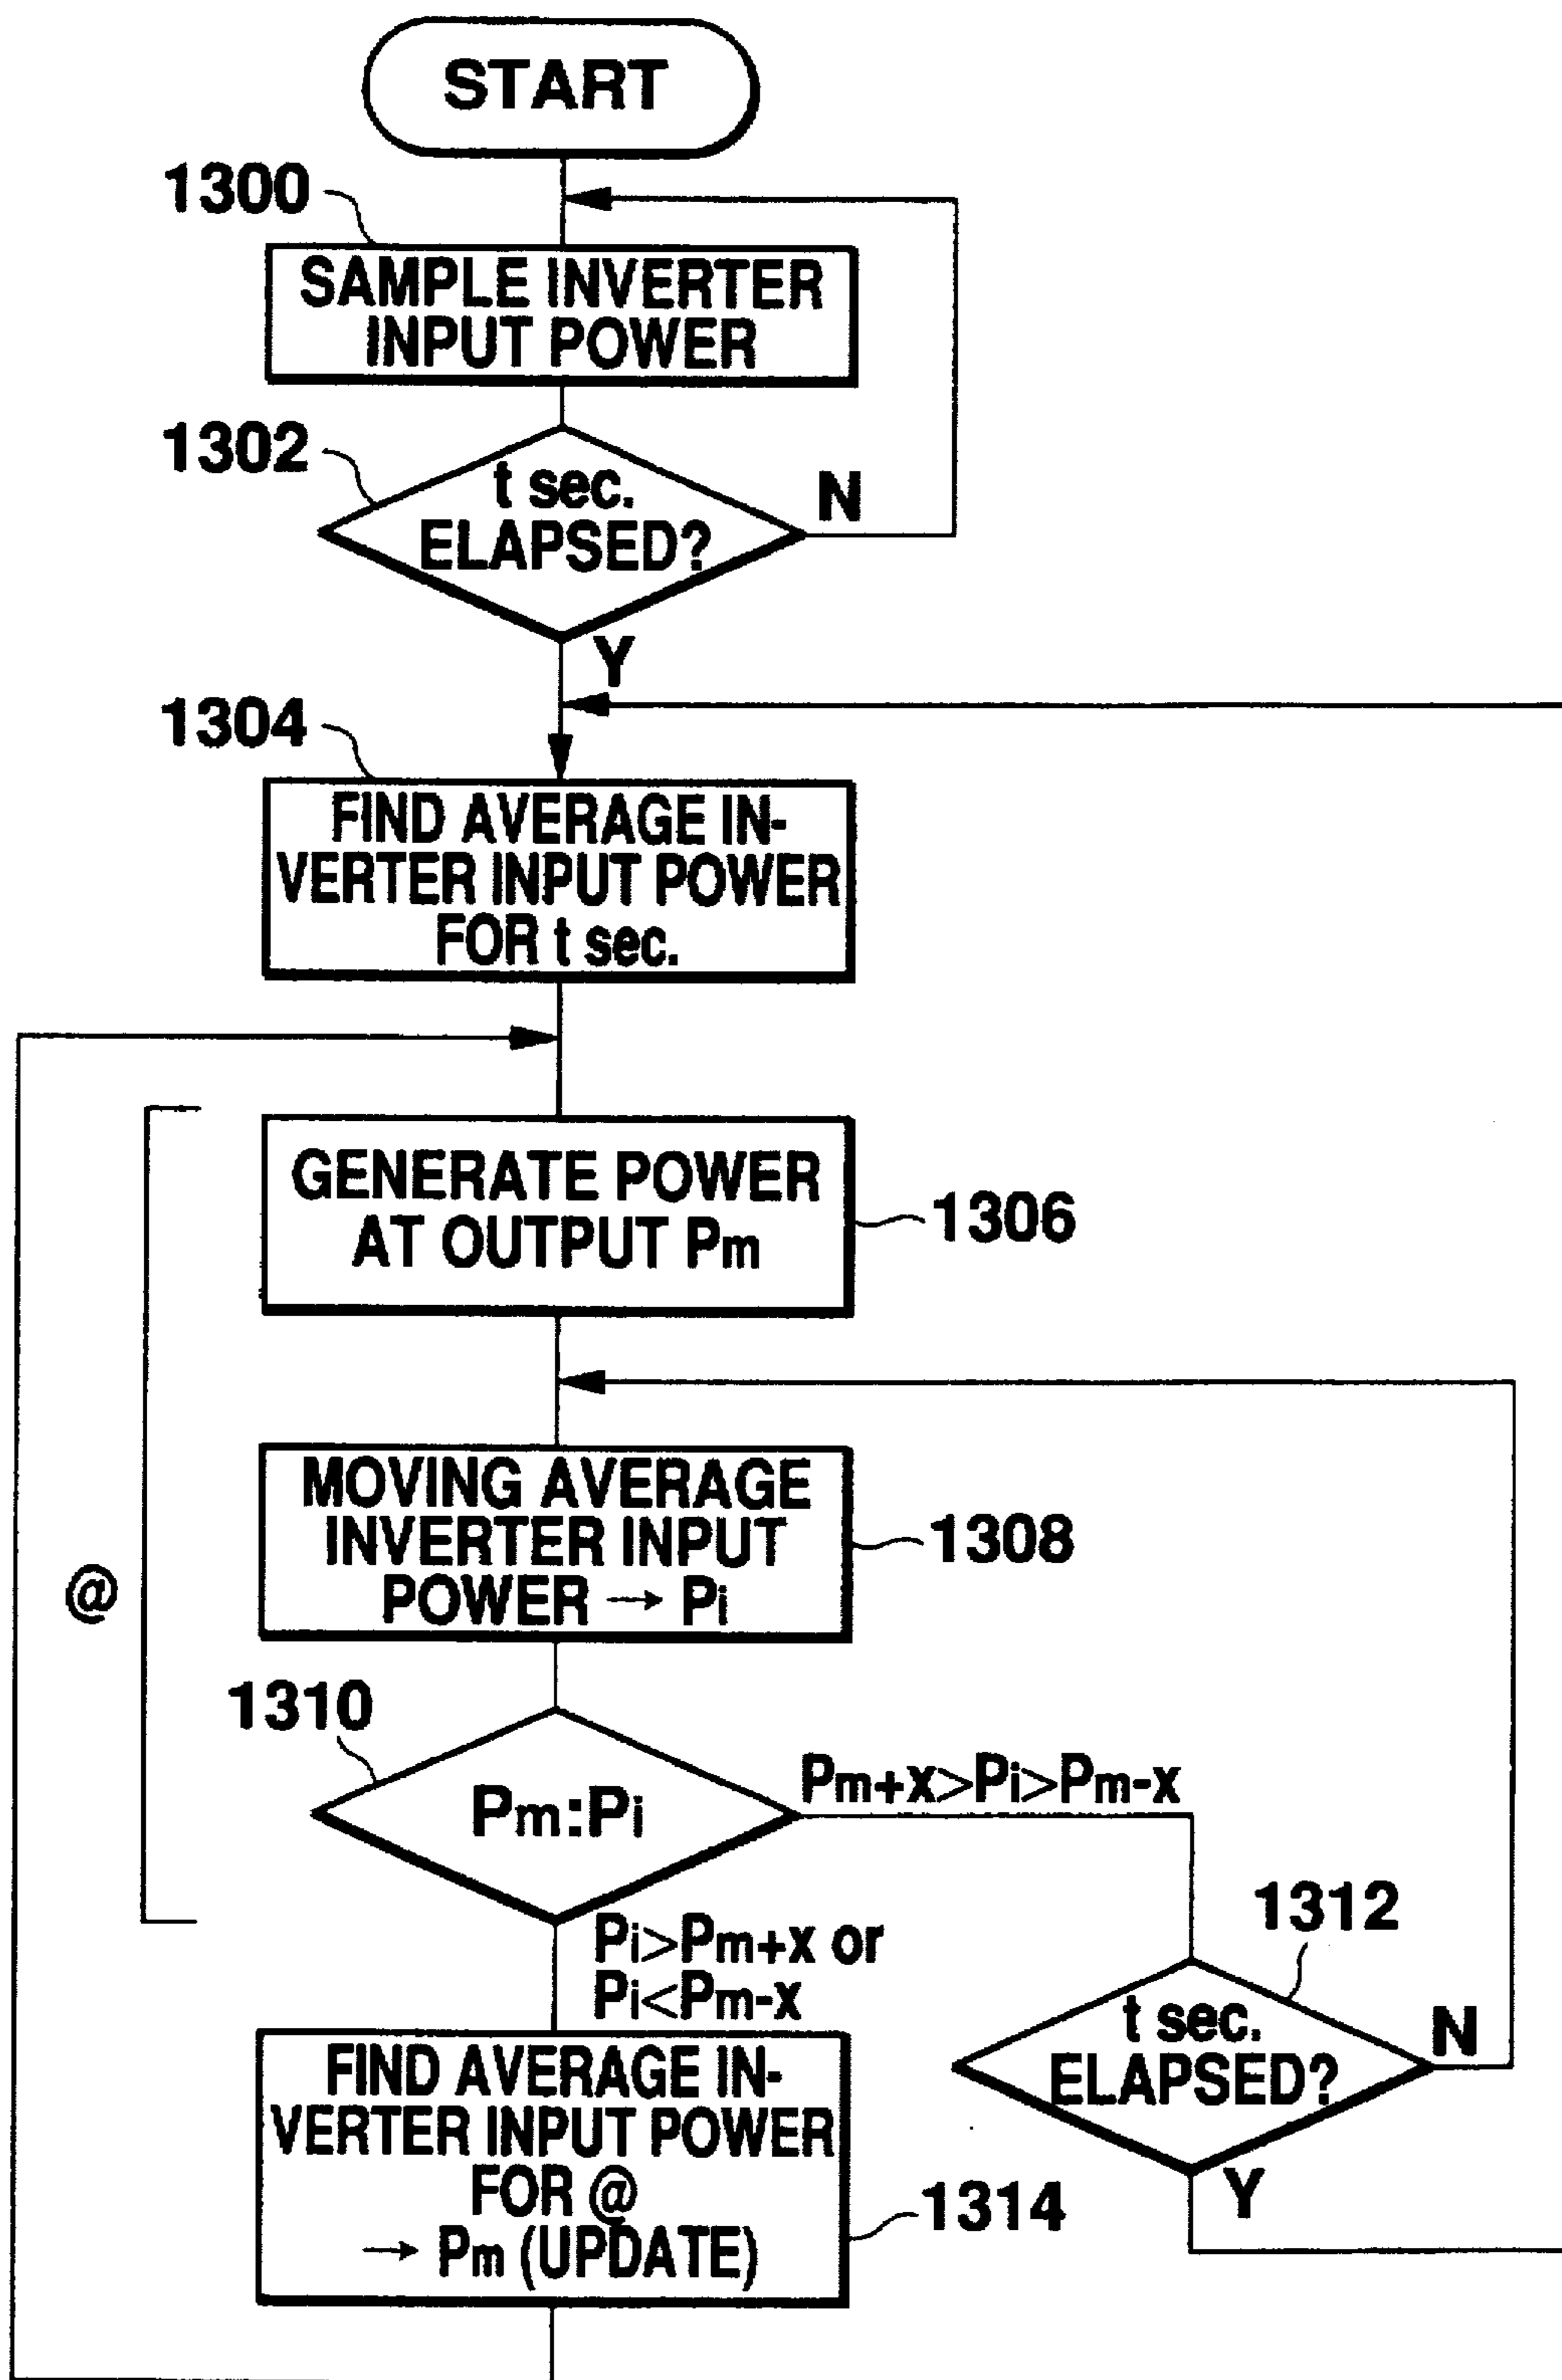 START
1300
SAMPLE INVERTER
INPUT POWER
1302
t sec.
ELAPSED?
N
Y
1304
FIND AVERAGE IN-
VERTER INPUT POWER
FOR t sec.
GENERATE POWER
AT OUTPUT Pm
1306
MOVING AVERAGE
INVERTER INPUT
POWER → Pi
1308
@
1310
Pm:Pi
Pm+x>Pi>Pm-x
1312
Pi>Pm+x or
Pi<Pm-x
t sec.
ELAPSED?
N
Y
FIND AVERAGE IN-
VERTER INPUT POWER
FOR @
→ Pm (UPDATE)
1314